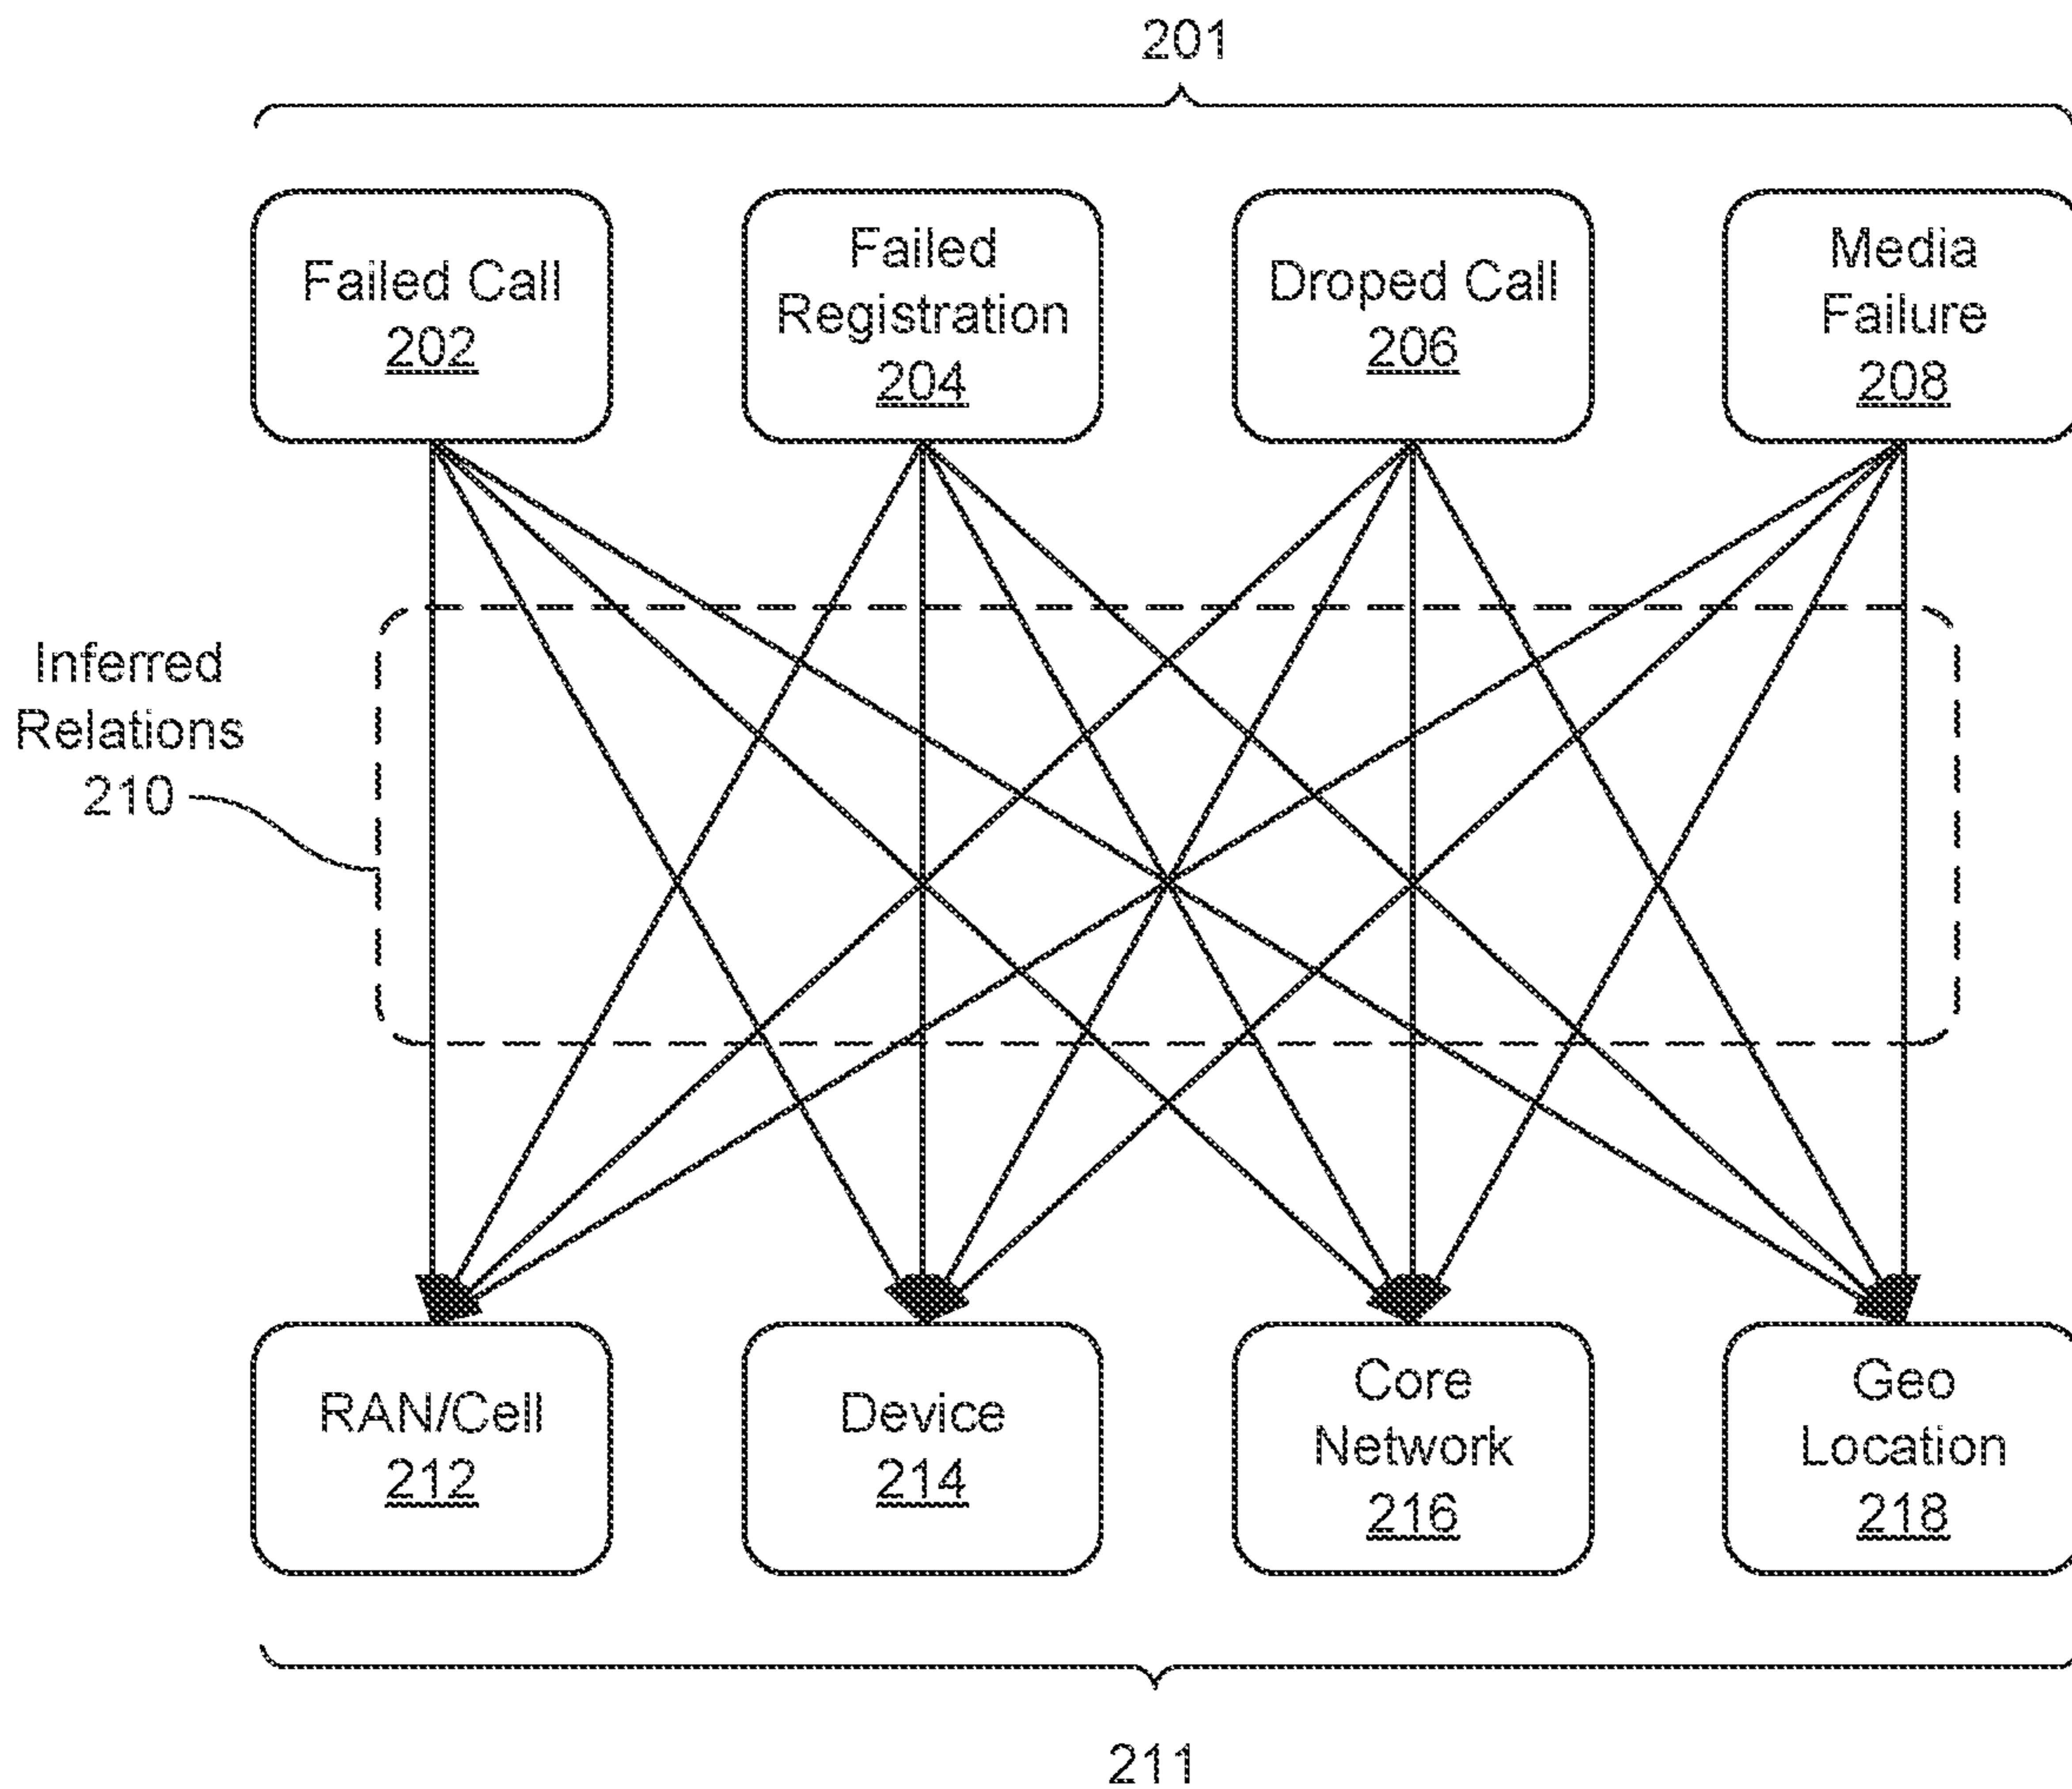 201
Failed Call
202
Failed
Registration
204
Droped Call
206
Media
Failure
208
Inferred
Relations
210
RAN/Cell
212
Device
214
Core
Network
216
Geo
Location
218
211